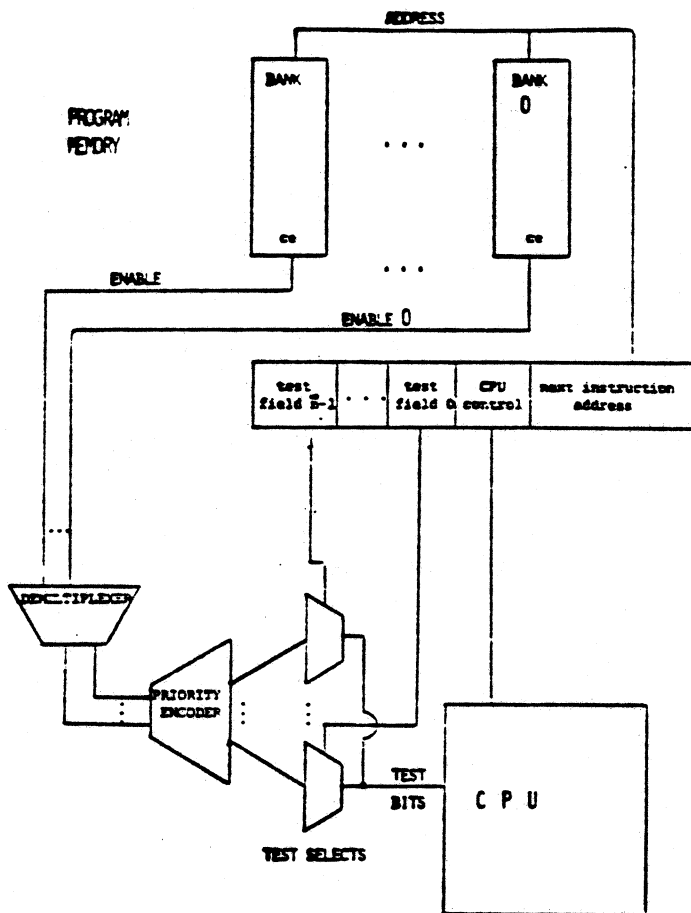 ADDRESS
BANK
BANK
0
PROGRAM
MEMORY
. . .
ce
ce
. . .
ENABLE
ENABLE 0
test
field n-1
. . .
test
field 0
CPU
control
next instruction
address
...
DEMULTIPLEXER
PRIORITY
ENCODER
TEST
BITS
C P U
TEST SELECTS